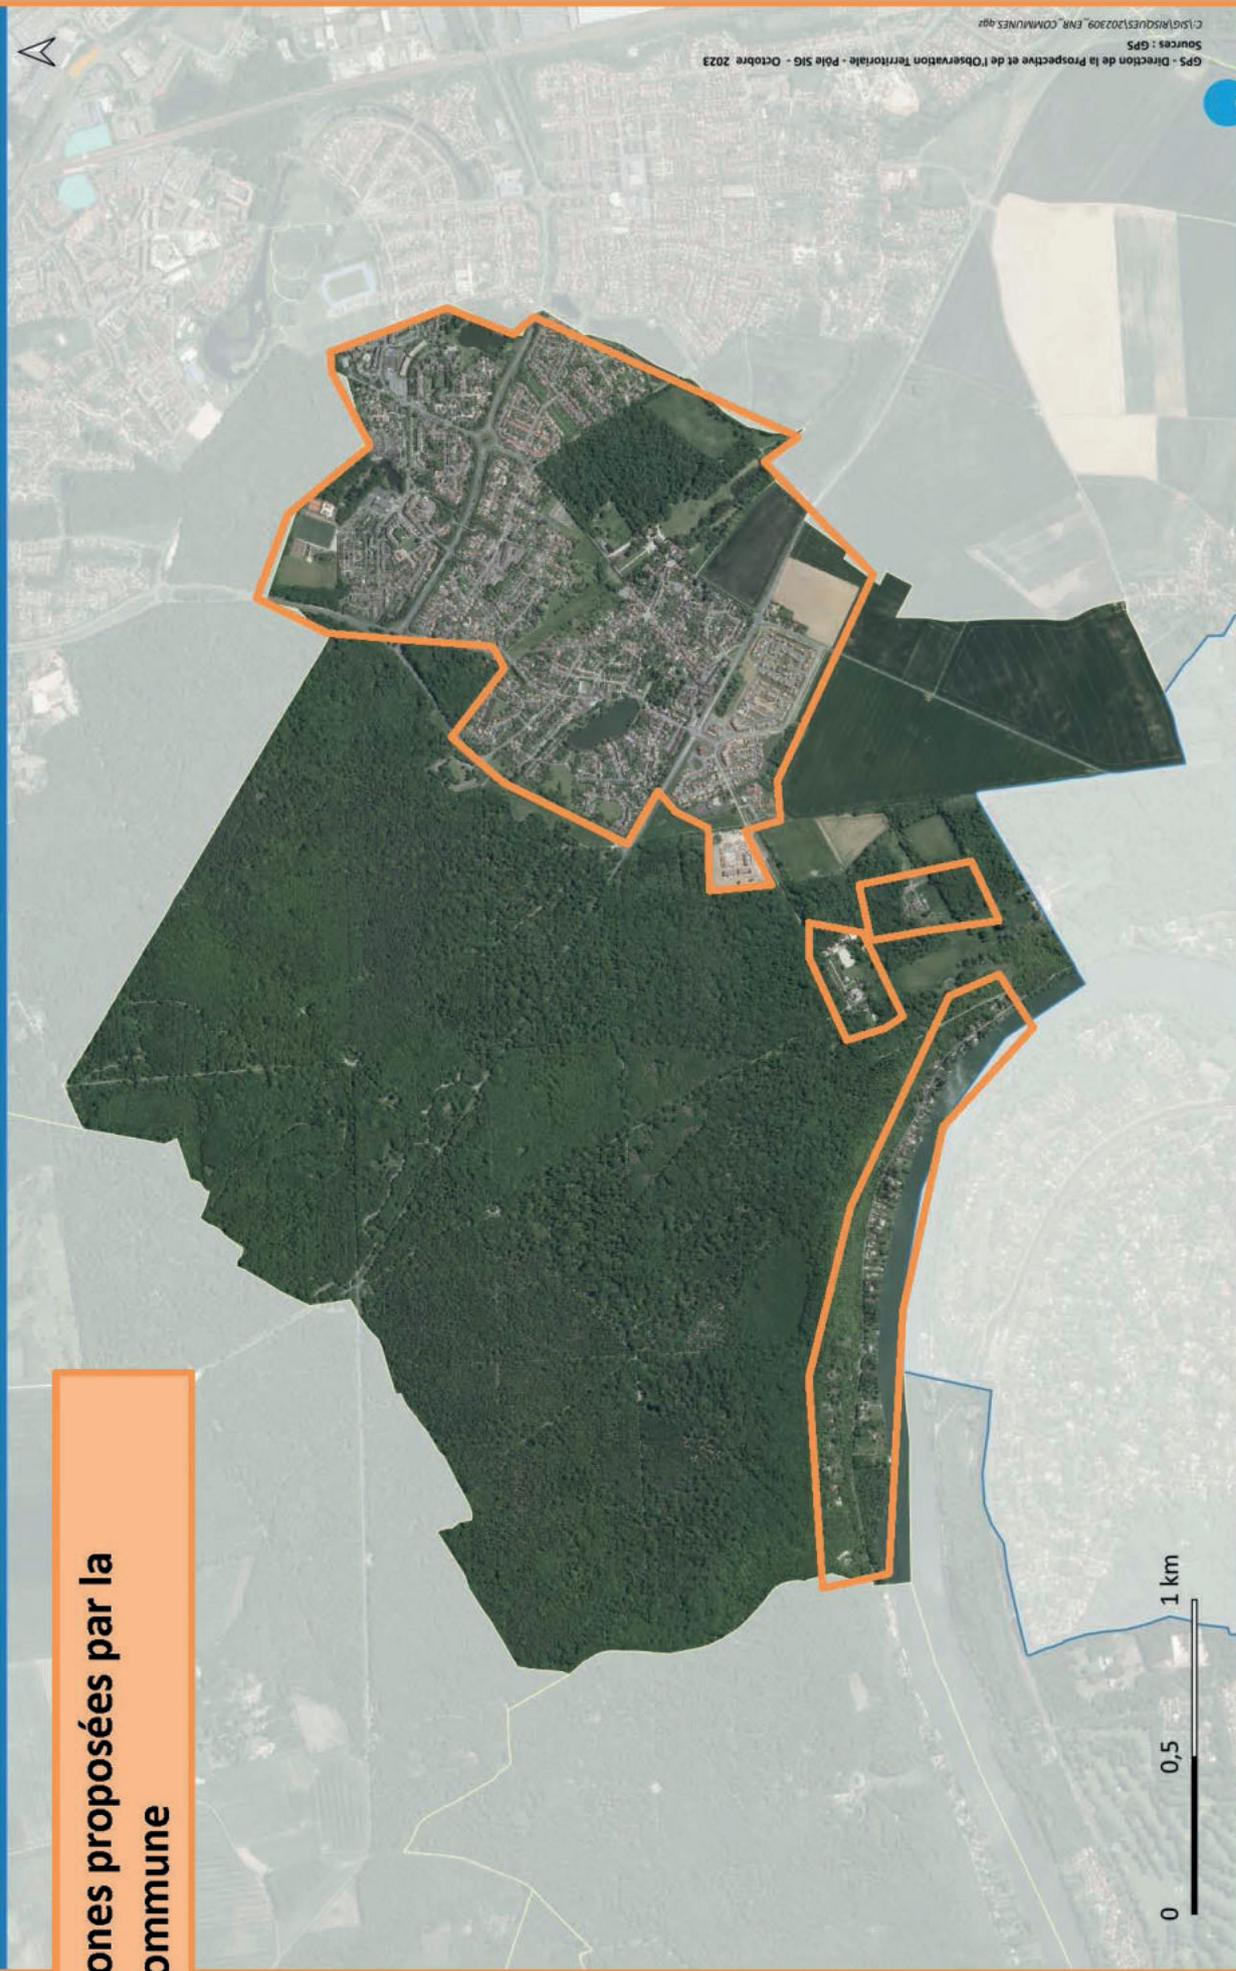 ones proposées par la
ommune
0 0,5 1 km
GPS - Direction de la Prospective et de l'Observation Territoriale - Pôle SIG - Octobre 2023
Sources : GPS
C:\SIG\RISQUES\202309_ENR_COMMUNES.qgz